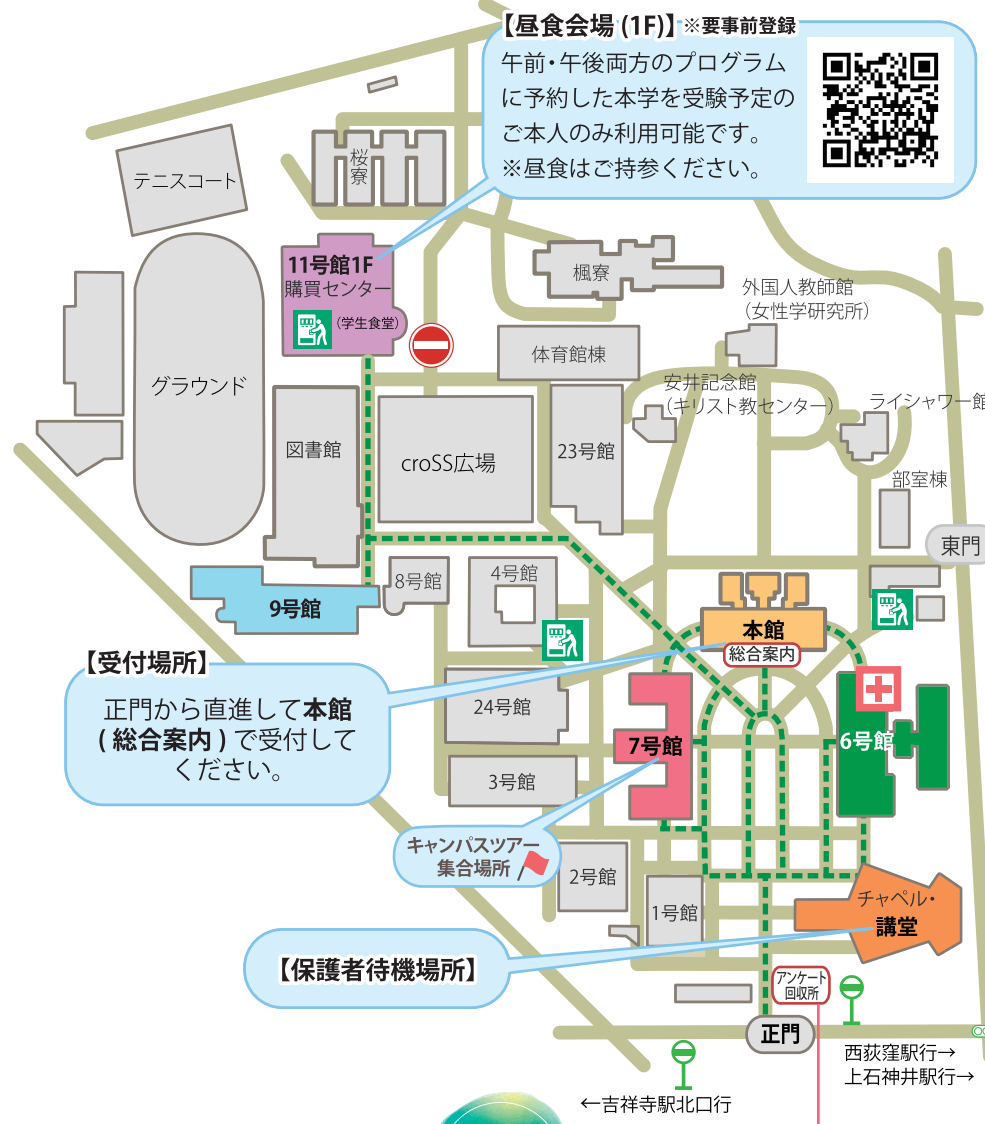 【昼食会場(1F)】※要事前登録
午前・午後両方のプログラム
に予約した本学を受験予定の
ご本人のみ利用可能です。
※昼食はご持参ください。
テニスコート
桜
寮
11号館1F
購買センター
(学生食堂)
楓寮
外国人教師館
(女性学研究所)
体育館棟
安井記念館
(キリスト教センター)
ライシャワー館
グラウンド
図書館
croSS広場
23号館
部室棟
東門
9号館
8号館
4号館
本館
総合案内
【受付場所】
正門から直進して本館
(総合案内)で受付して
ください。
24号館
7号館
6号館
3号館
キャンパスツアー
集合場所
2号館
1号館
チャペル・
講堂
【保護者待機場所】
アンケート
回収所
正門
西荻窪駅行→
上石神井駅行→
←吉祥寺駅北口行